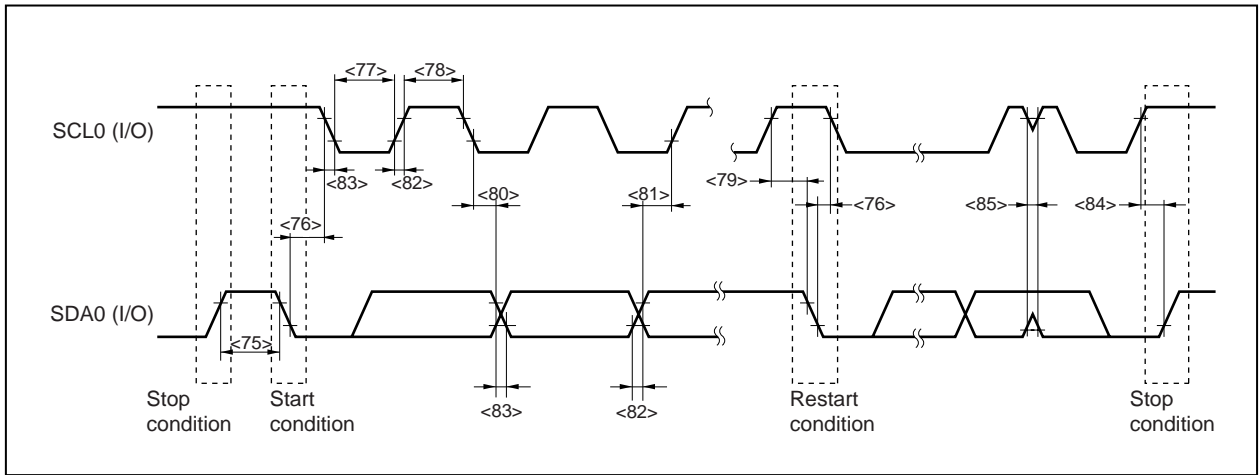 <77> <78>
SCL0 (I/O)
<83> <82> <80> <81> <79> <76> <85> <84>
<76>
SDA0 (I/O)
<75>
<83> <82>
Stop condition
Start condition
Restart condition
Stop condition